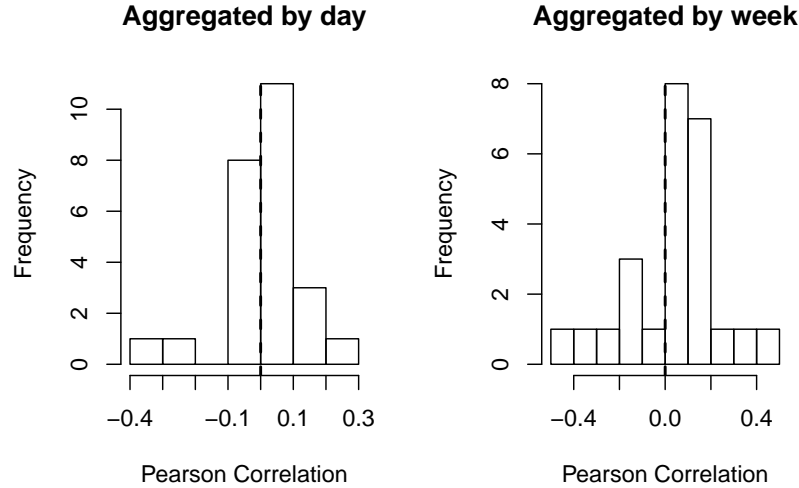 Aggregated by day
Frequency
0
2
4
6
8
10
−0.4 −0.1 0.1 0.3
Pearson Correlation
Aggregated by week
Frequency
0
2
4
6
8
−0.4 0.0 0.4
Pearson Correlation